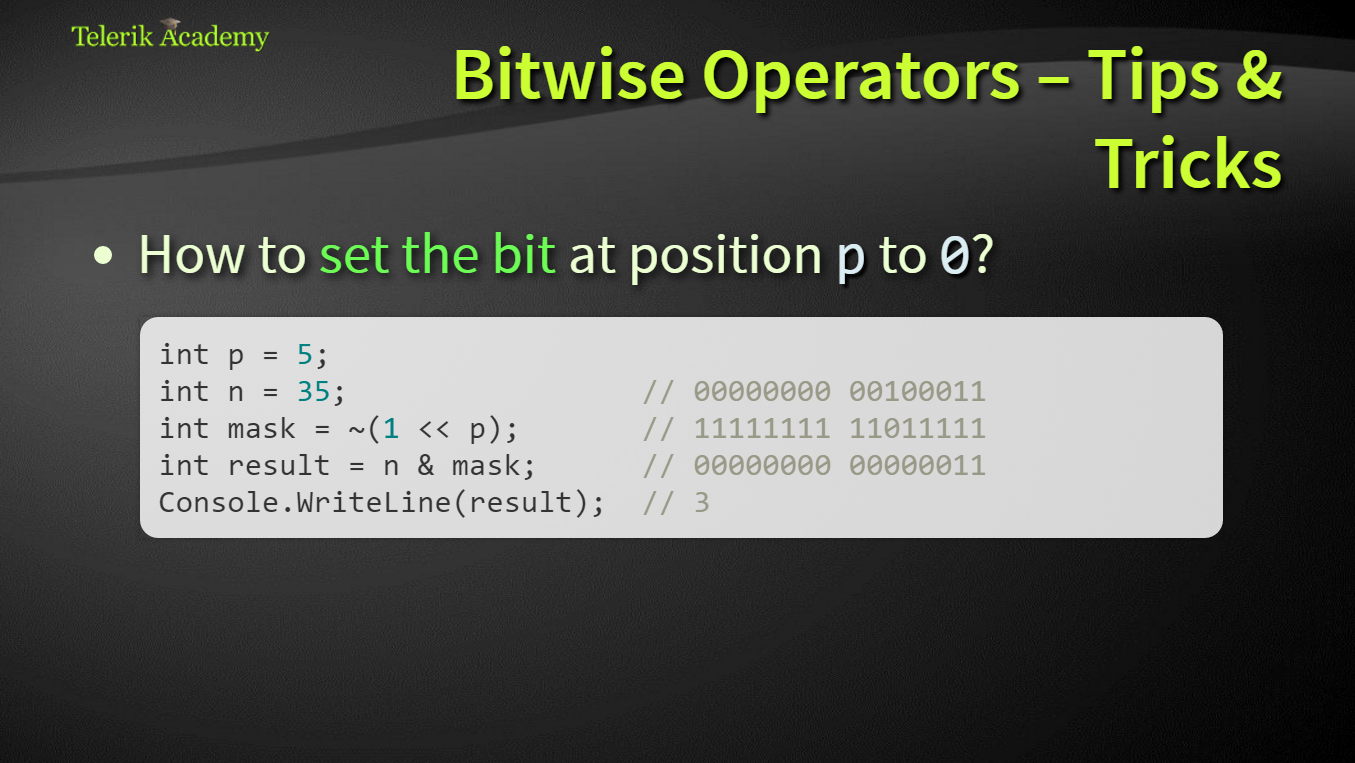 Telerik Academy
Bitwise Operators – Tips &
Tricks
• How to set the bit at position p to 0?
int p = 5;
int n = 35;                 // 00000000 00100011
int mask = ~(1 << p);       // 11111111 11011111
int result = n & mask;      // 00000000 00000011
Console.WriteLine(result);  // 3